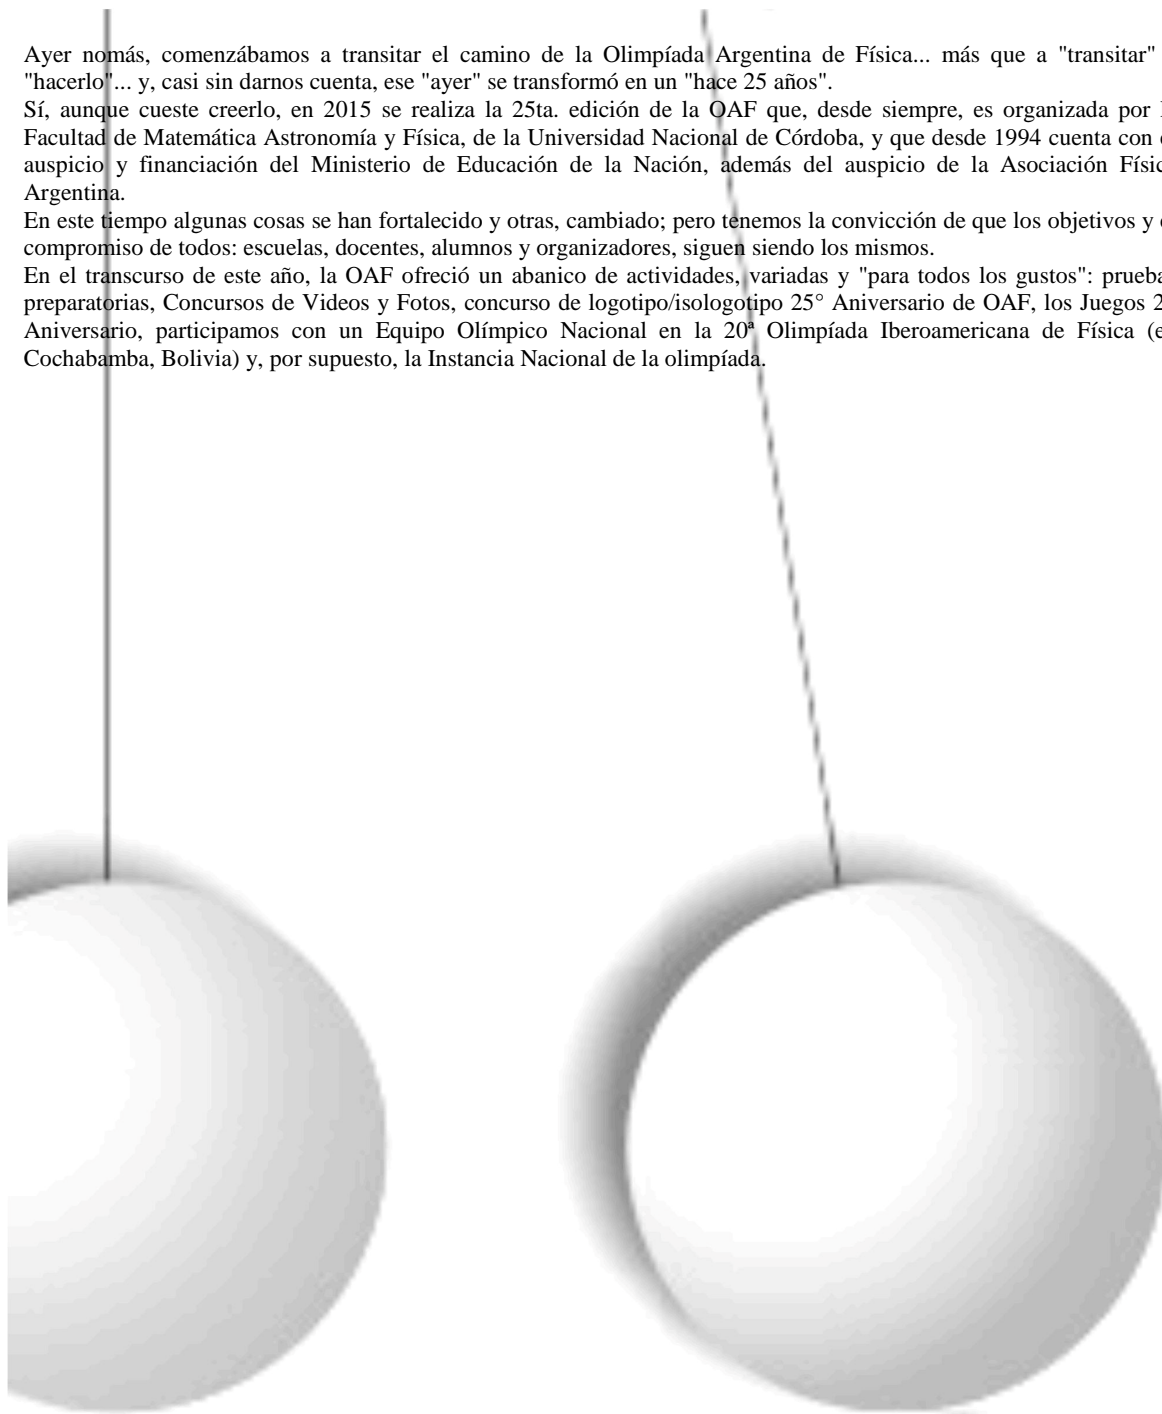 Ayer nomás, comenzábamos a transitar el camino de la Olimpíada Argentina de Física... más que a "transitar"
"hacerlo"... y, casi sin darnos cuenta, ese "ayer" se transformó en un "hace 25 años".
Sí, aunque cueste creerlo, en 2015 se realiza la 25ta. edición de la OAF que, desde siempre, es organizada por
Facultad de Matemática Astronomía y Física, de la Universidad Nacional de Córdoba, y que desde 1994 cuenta con
auspicio y financiación del Ministerio de Educación de la Nación, además del auspicio de la Asociación
Argentina.
En este tiempo algunas cosas se han fortalecido y otras, cambiado; pero tenemos la convicción de que los objetivos y
compromiso de todos: escuelas, docentes, alumnos y organizadores, siguen siendo los mismos.
En el transcurso de este año, la OAF ofreció un abanico de actividades, variadas y "para todos los gustos":
preparatorias, Concursos de Videos y Fotos, concurso de logotipo/isologotipo 25° Aniversario de OAF, los Juegos
Aniversario, participamos con un Equipo Olímpico Nacional en la 20ª Olimpíada Iberoamericana de Física
Cochabamba, Bolivia) y, por supuesto, la Instancia Nacional de la olimpíada.